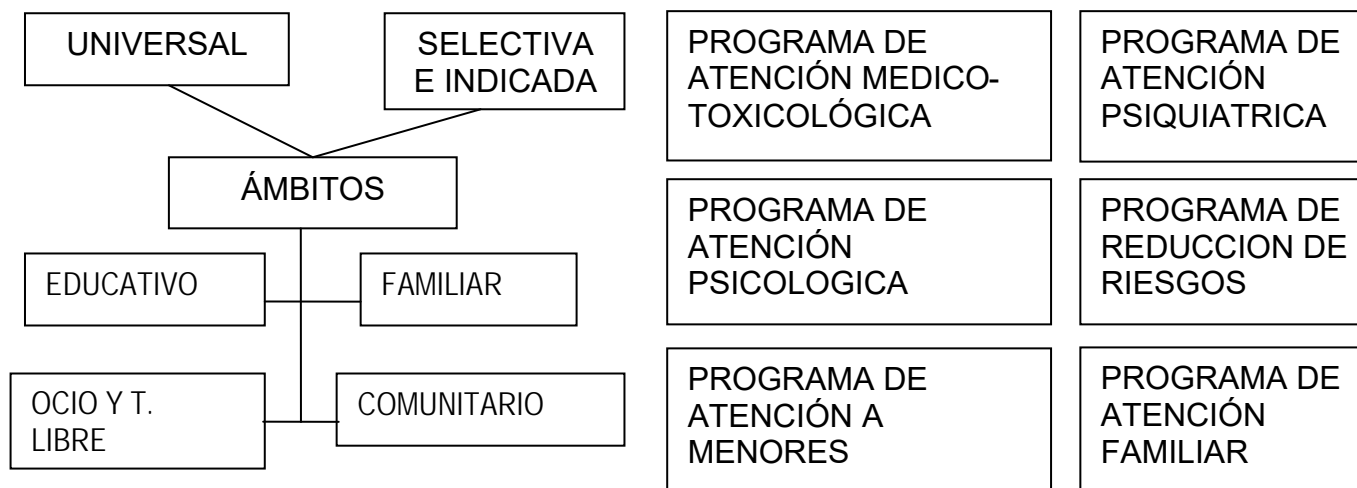 UNIVERSAL
SELECTIVA
E INDICADA
ÁMBITOS
EDUCATIVO
FAMILIAR
OCIO Y T.
LIBRE
COMUNITARIO
PROGRAMA DE
ATENCIÓN MEDICO-
TOXICOLÓGICA
PROGRAMA DE
ATENCIÓN
PSIQUIATRICA
PROGRAMA DE
ATENCIÓN
PSICOLOGICA
PROGRAMA DE
REDUCCION DE
RIESGOS
PROGRAMA DE
ATENCIÓN A
MENORES
PROGRAMA DE
ATENCIÓN
FAMILIAR